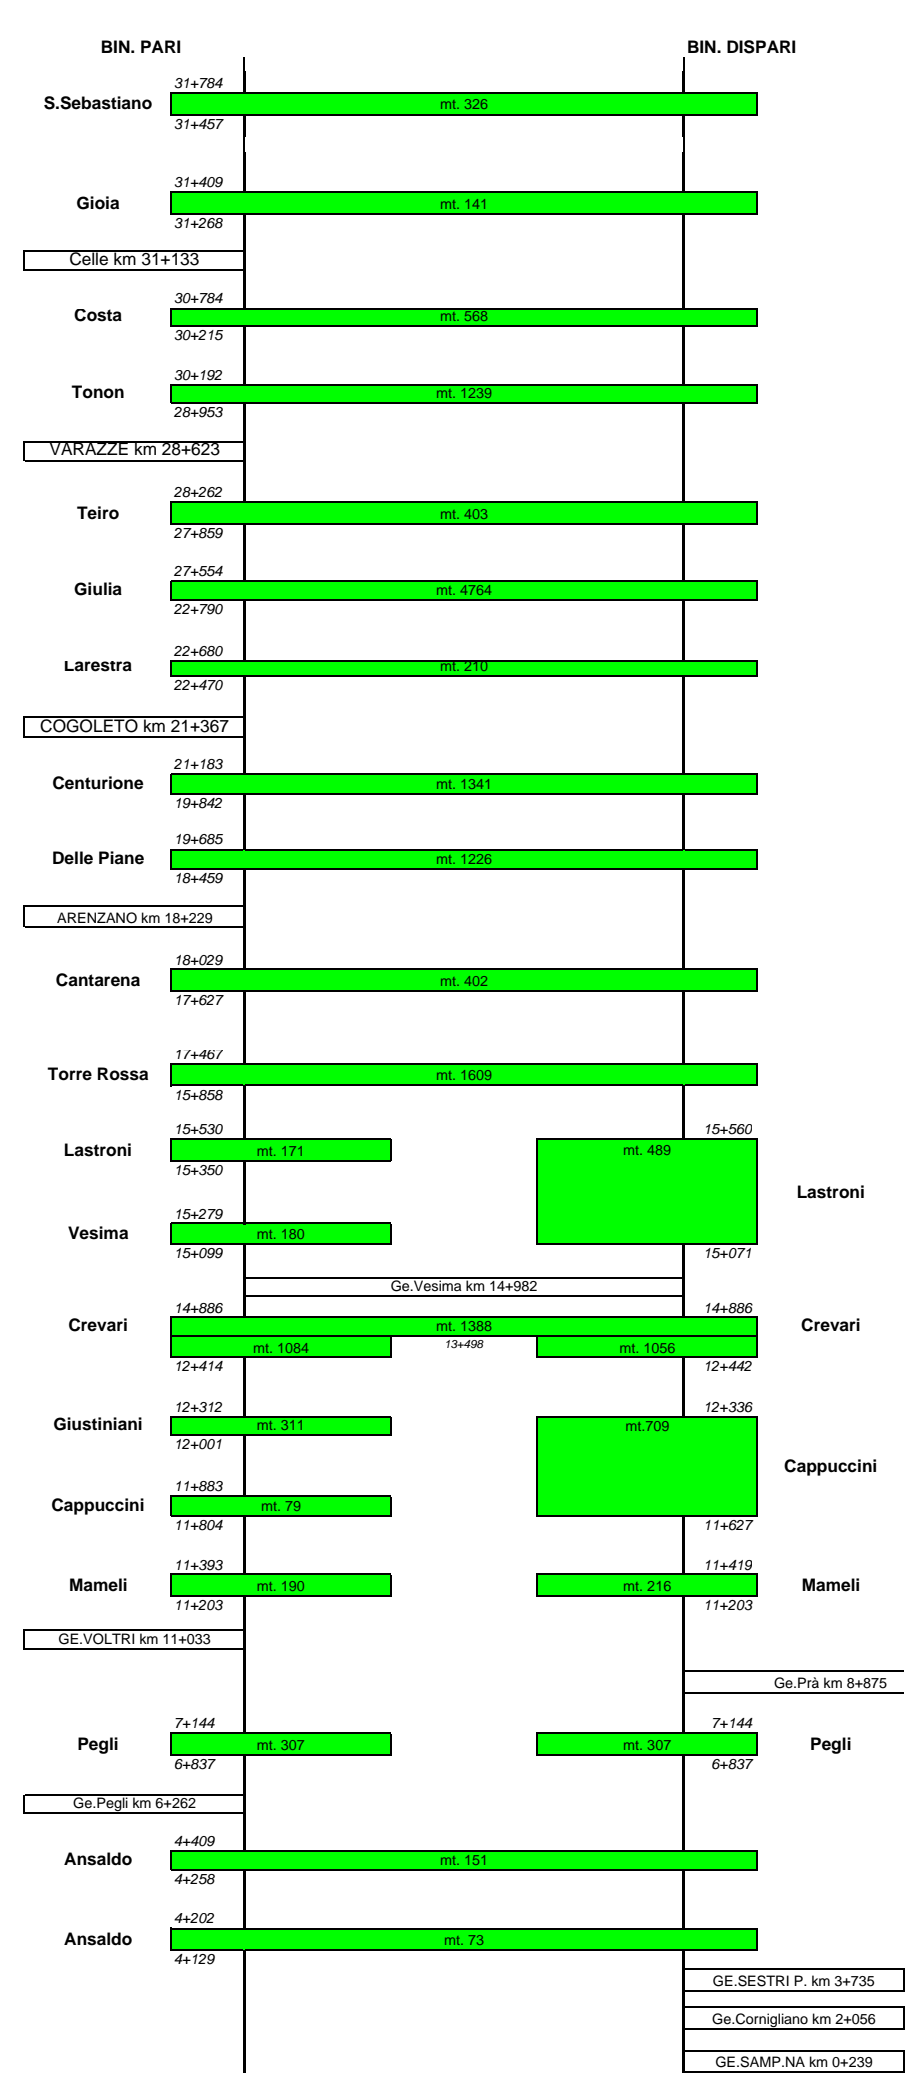 BIN. PARI BIN. DISPARI
31+784
S.Sebastiano mt. 326
31+457
31+409
Gioia mt. 141
31+268
Celle km 31+133
30+784
Costa mt. 568
30+215
30+192
Tonon mt. 1239
28+953
VARAZZE km 28+623
28+262
Teiro mt. 403
27+859
27+554
Giulia mt. 4764
22+790
22+680
Larestra mt. 210
22+470
COGOLETO km 21+367
21+183
Centurione mt. 1341
19+842
19+685
Delle Piane mt. 1226
18+459
ARENZANO km 18+229
18+029
Cantarena mt. 402
17+627
17+467
Torre Rossa mt. 1609
15+858
15+530 15+560
Lastroni mt. 171 mt. 489
15+350
Lastroni
15+279
Vesima mt. 180
15+099 15+071
Ge.Vesima km 14+982
14+886 14+886
Crevari mt. 1388 Crevari
mt. 1084 13+498 mt. 1056
12+414 12+442
12+312 12+336
Giustiniani mt. 311 mt.709
12+001
Cappuccini
11+883
Cappuccini mt. 79
11+804 11+627
11+393 11+419
Mameli mt. 190 mt. 216 Mameli
11+203 11+203
GE.VOLTRI km 11+033
Ge.Prà km 8+875
7+144 7+144
Pegli mt. 307 mt. 307 Pegli
6+837 6+837
Ge.Pegli km 6+262
4+409
Ansaldo mt. 151
4+258
4+202
Ansaldo mt. 73
4+129
GE.SESTRI P. km 3+735
Ge.Cornigliano km 2+056
GE.SAMP.NA km 0+239